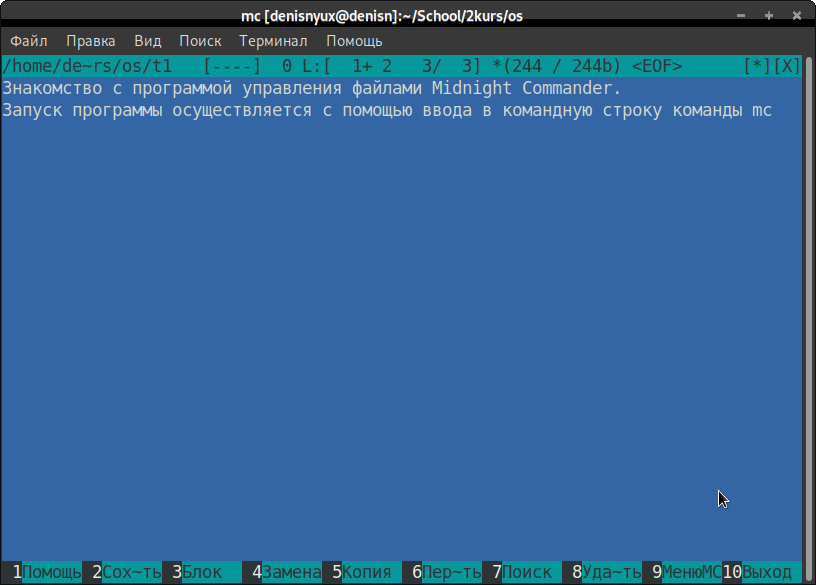 mc [denisnyux@denisn]:~/School/2kurs/os
Файл Правка Вид Поиск Терминал Помощь
/home/de~rs/os/t1 [----] 0 L:[ 1+ 2 3/ 3] *(244 / 244b) <EOF> [*][X]
Знакомство с программой управления файлами Midnight Commander.
Запуск программы осуществляется с помощью ввода в командную строку команды mc
1Помощь 2Сох~ть 3Блок 4Замена 5Копия 6Пер~ть 7Поиск 8Уда~ть 9МенюMC10Выход